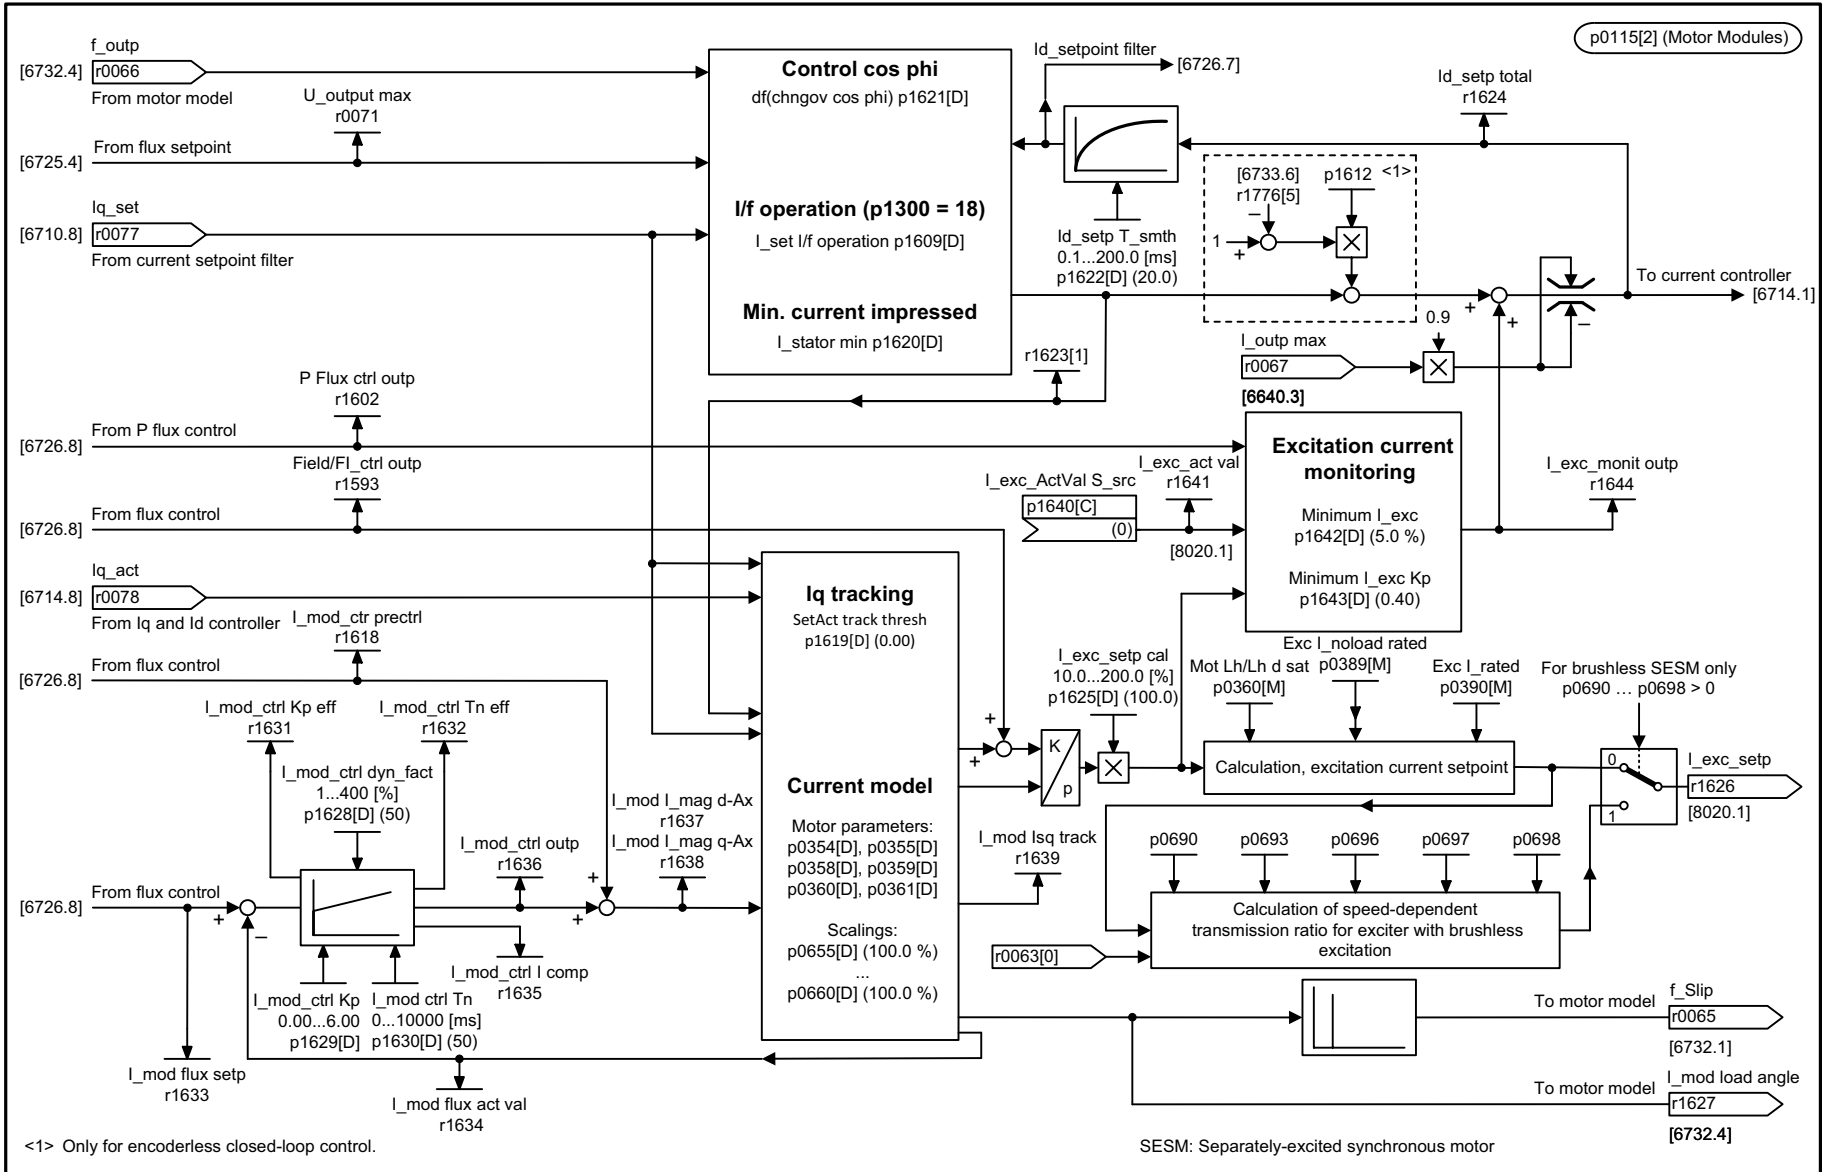 p0115[2] (Motor Modules)
f_outp
[6732.4]
r0066
From motor model
U_output max
r0071
From flux setpoint
[6725.4]
Iq_set
[6710.8]
r0077
From current setpoint filter
Control cos phi
df(chngov cos phi) p1621[D]
I/f operation (p1300 = 18)
I_set I/f operation p1609[D]
Min. current impressed
I_stator min p1620[D]
Id_setpoint filter
[6726.7]
Id_setp total
r1624
Id_setp T_smth
0.1...200.0 [ms]
p1622[D] (20.0)
[6733.6]
r1776[5]
p1612
<1>
–
1
+
To current controller
[6714.1]
+
+
–
0.9
I_outp max
r0067
[6640.3]
r1623[1]
P Flux ctrl outp
r1602
From P flux control
[6726.8]
Field/FI_ctrl outp
r1593
From flux control
[6726.8]
I_exc_act val
r1641
I_exc_ActVal S_src
p1640[C]
(0)
[8020.1]
Excitation current
monitoring
Minimum I_exc
p1642[D] (5.0 %)
Minimum I_exc Kp
p1643[D] (0.40)
I_exc_monit outp
r1644
Iq_act
[6714.8]
r0078
From Iq and Id controller
I_mod_ctr prectrl
r1618
From flux control
[6726.8]
Iq tracking
SetAct track thresh
p1619[D] (0.00)
Current model
Motor parameters:
p0354[D], p0355[D]
p0358[D], p0359[D]
p0360[D], p0361[D]
Scalings:
p0655[D] (100.0 %)
...
p0660[D] (100.0 %)
+
+
K
p
I_exc_setp cal
10.0...200.0 [%]
p1625[D] (100.0)
Mot Lh/Lh d sat
p0360[M]
Exc I_noload rated
p0389[M]
Exc I_rated
p0390[M]
Calculation, excitation current setpoint
For brushless SESM only
p0690 ... p0698 > 0
0
1
I_exc_setp
r1626
[8020.1]
I_mod_ctrl Kp eff
r1631
I_mod_ctrl Tn eff
r1632
I_mod_ctrl dyn_fact
1...400 [%]
p1628[D] (50)
I_mod_ctrl outp
r1636
I_mod I_mag d-Ax
r1637
I_mod I_mag q-Ax
r1638
I_mod Isq track
r1639
p0690
p0693
p0696
p0697
p0698
Calculation of speed-dependent
transmission ratio for exciter with brushless
excitation
r0063[0]
From flux control
[6726.8]
+
–
+
+
I_mod_ctrl I comp
r1635
I_mod_ctrl Kp
0.00...6.00
p1629[D]
I_mod ctrl Tn
0...10000 [ms]
p1630[D] (50)
I_mod flux setp
r1633
I_mod flux act val
r1634
To motor model
f_Slip
r0065
[6732.1]
To motor model
I_mod load angle
r1627
[6732.4]
<1> Only for encoderless closed-loop control.
SESM: Separately-excited synchronous motor